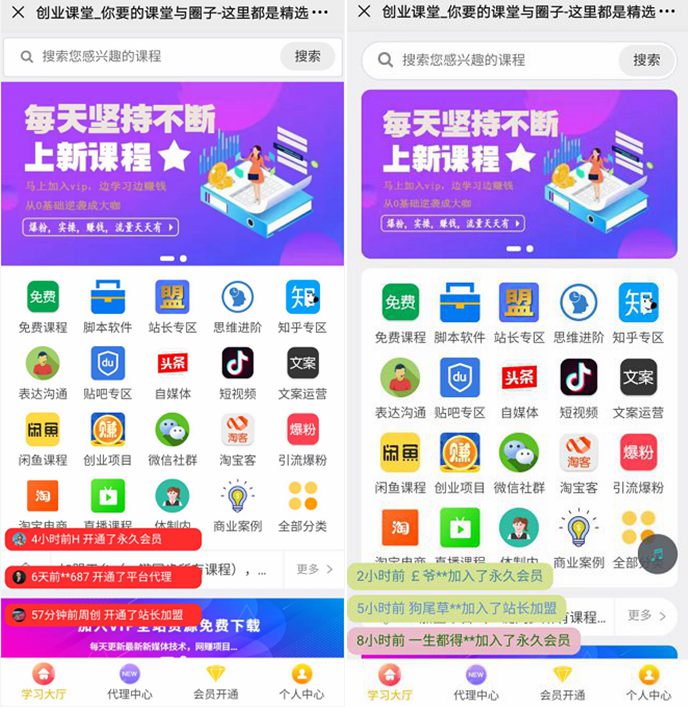 创业课堂_你要的课堂与圈子-这里都是精选
搜索您感兴趣的课程
搜索
每天坚持不断
上新课程
马上加入vip，边学习边赚钱
从0基础逆袭成大咖
爆粉，实操，赚钱，流量天天有
免费
盟
知
免费课程
脚本软件
站长专区
思维进阶
知乎专区
du
头条
文案
表达沟通
贴吧专区
自媒体
短视频
文案运营
闲鱼
赚
淘客
爆粉
闲鱼课程
创业项目
微信社群
淘宝客
引流爆粉
淘
淘宝电商
直播课程
体制内
商业案例
全部分类
4小时前H 开通了永久会员
6天前**687 开通了平台代理
更多
57分钟前周创 开通了站长加盟
加入VIP全站资源免费下载
每天更新最新新媒体技术，网赚项目...
NEW
学习大厅
代理中心
会员开通
个人中心
创业课堂_你要的课堂与圈子-这里都是精选
搜索您感兴趣的课程
搜索
每天坚持不断
上新课程
马上加入vip，边学习边赚钱
从0基础逆袭成大咖
爆粉，实操，赚钱，流量天天有
免费
盟
知
免费课程
脚本软件
站长专区
思维进阶
知乎专区
du
头条
文案
表达沟通
贴吧专区
自媒体
短视频
文案运营
闲鱼
赚
淘客
爆粉
闲鱼课程
创业项目
微信社群
淘宝客
引流爆粉
淘
淘宝电商
直播课程
体制内
商业案例
全部分
2小时前 ￡爷**加入了永久会员
5小时前 狗尾草**加入了站长加盟
更多
8小时前 一生都得**加入了永久会员
NEW
学习大厅
代理中心
会员开通
个人中心